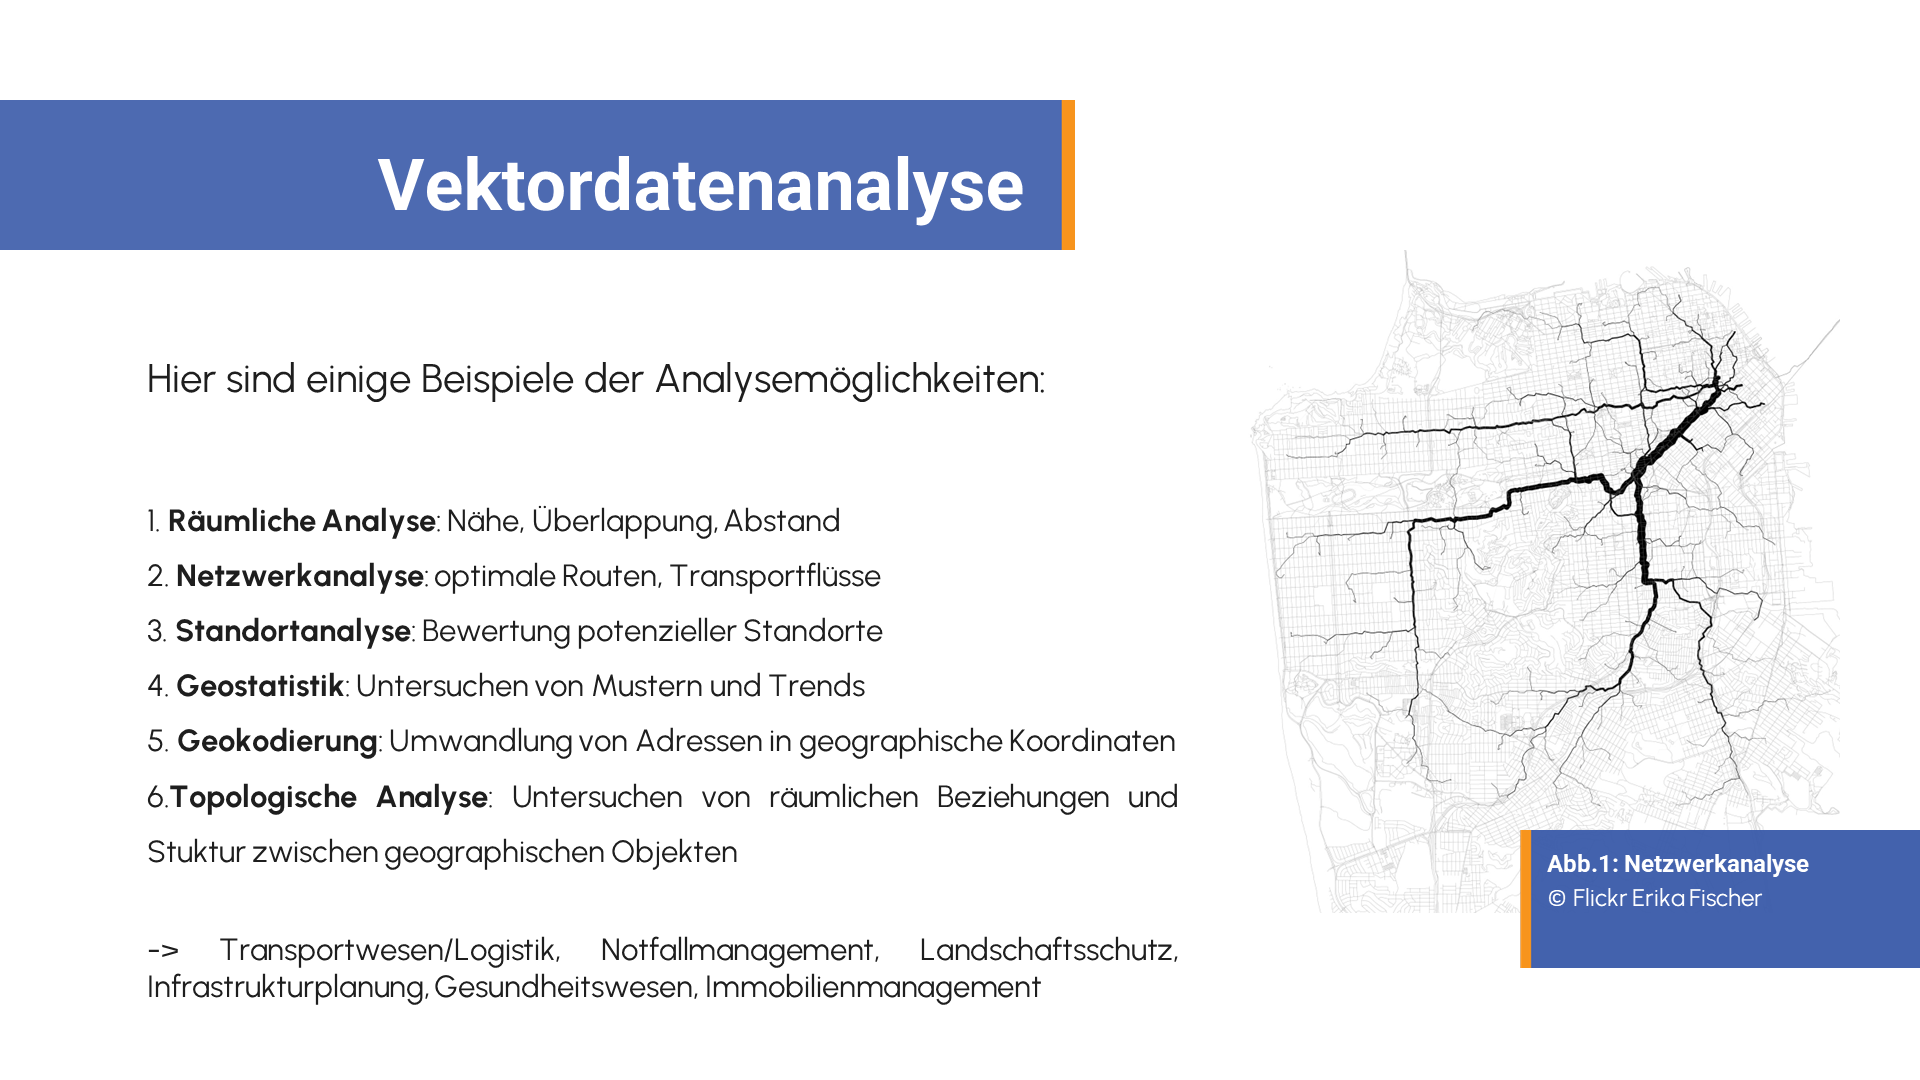 Vektordatenanalyse
Hier sind einige Beispiele der Analysemöglichkeiten:
1. Räumliche Analyse: Nähe, Überlappung, Abstand
2. Netzwerkanalyse: optimale Routen, Transportflüsse
3. Standortanalyse: Bewertung potenzieller Standorte
4. Geostatistik: Untersuchen von Mustern und Trends
5. Geokodierung: Umwandlung von Adressen in geographische Koordinaten
6.Topologische Analyse: Untersuchen von räumlichen Beziehungen und
Stuktur zwischen geographischen Objekten
-> Transportwesen/Logistik, Notfallmanagement, Landschaftsschutz,
Infrastrukturplanung, Gesundheitswesen, Immobilienmanagement
Abb.1: Netzwerkanalyse
© Flickr Erika Fischer